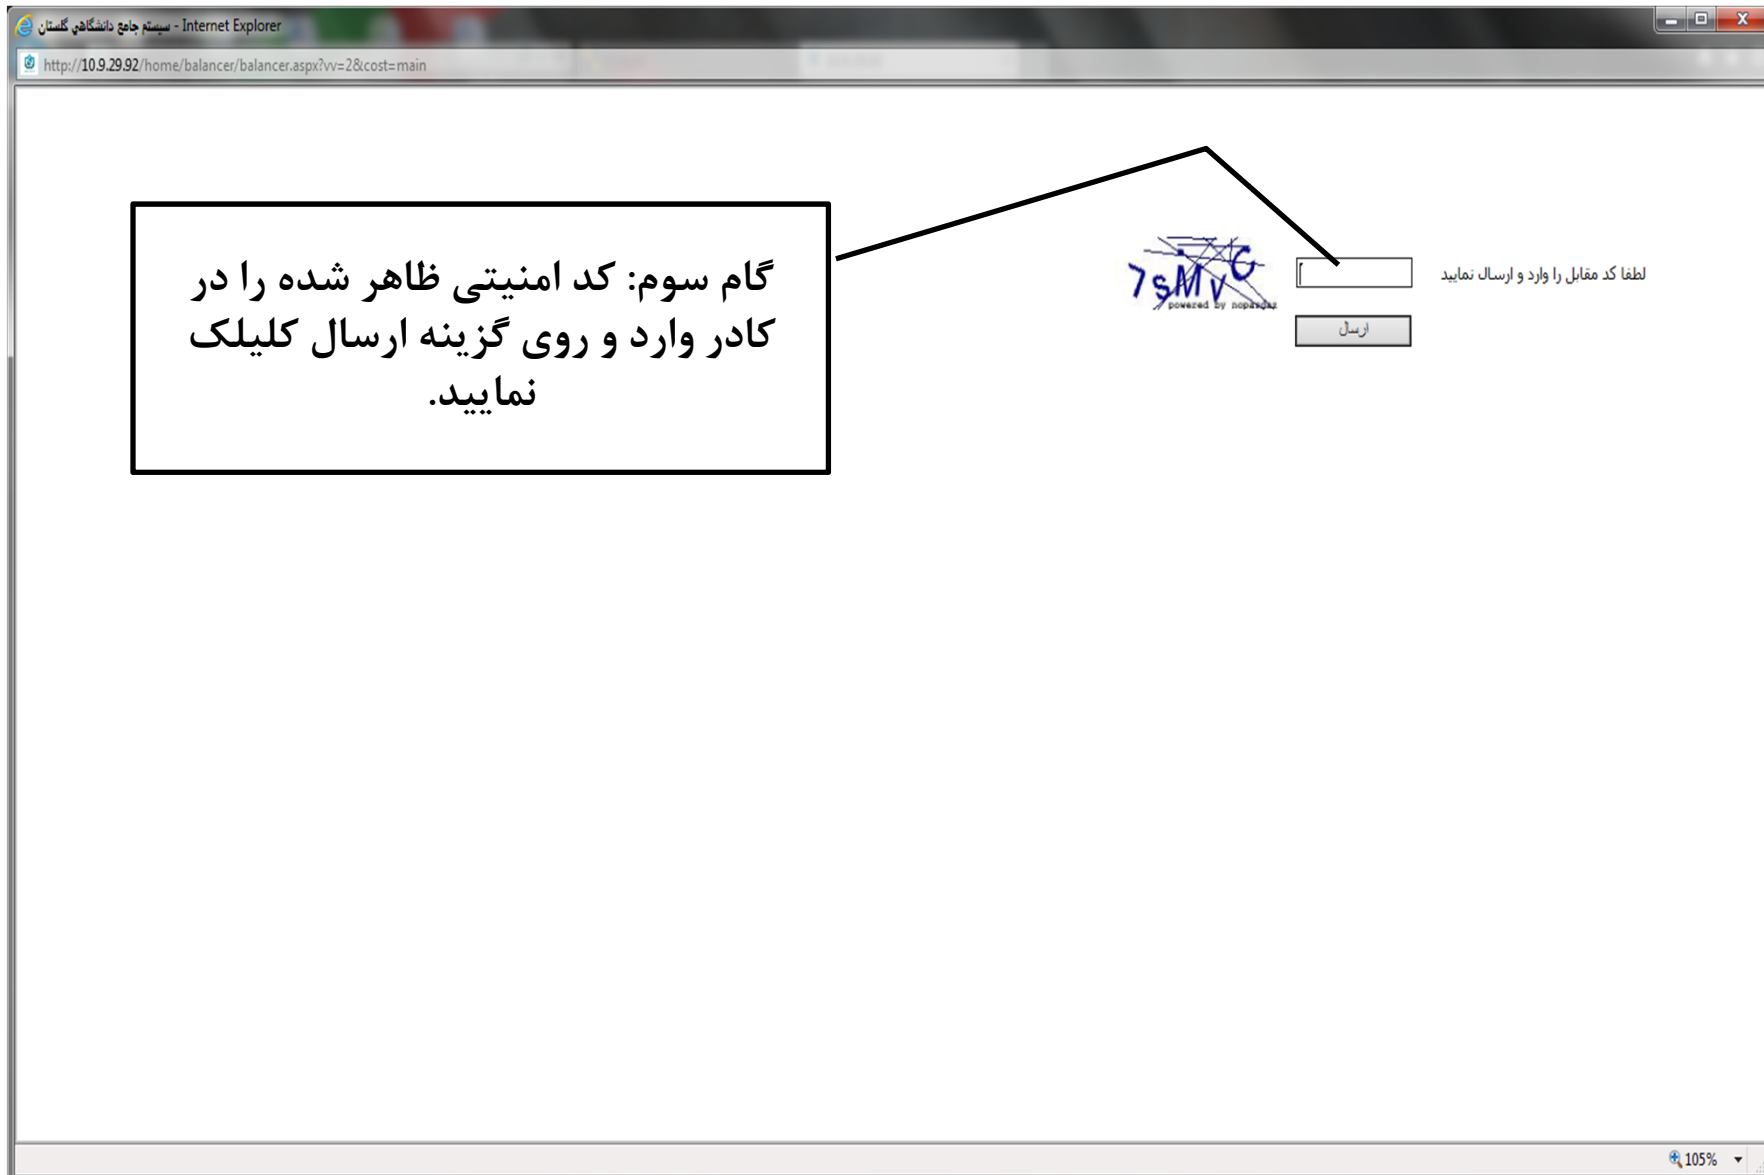 سیستم جامع دانشگاهي گلستان - Internet Explorer
http://10.9.29.92/home/balancer/balancer.aspx?vv=2&cost=main
گام سوم: کد امنیتی ظاهر شده را در
کادر وارد و روی گزینه ارسال کلیلک
نمایید.
لطفا کد مقابل را وارد و ارسال نمایید
7sMvG
powered by nopardaz
ارسال
105%